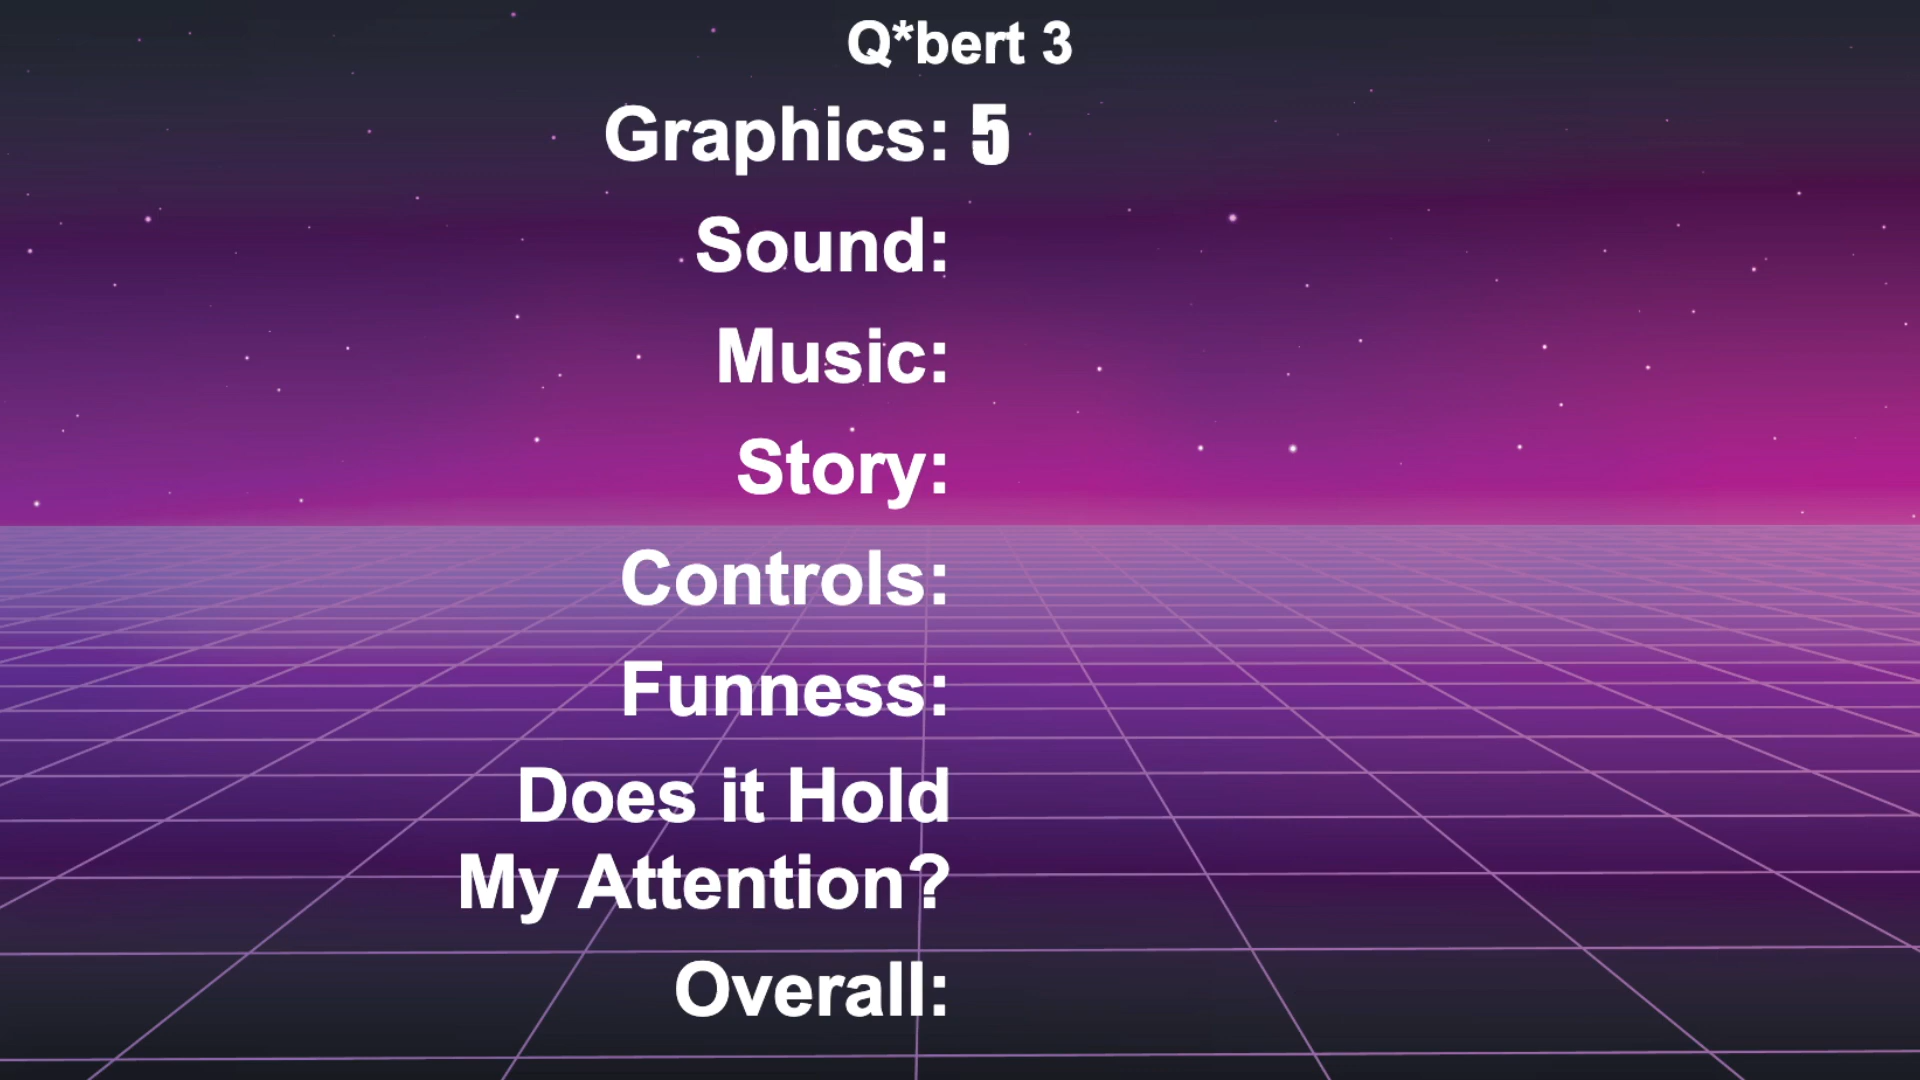 Q*bert 3
Graphics: 5
Sound:
Music:
Story:
Controls:
Funness:
Does it Hold
My Attention?
Overall: